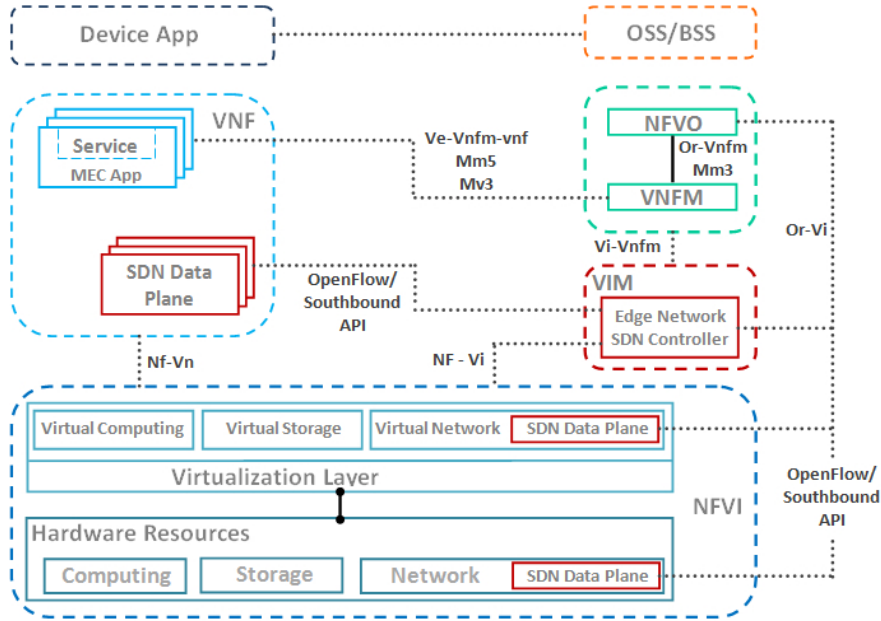 Device App
OSS/BSS
VNF
Service
MEC App
Ve-Vnfm-vnf
Mm5
Mv3
NFVO
Or-Vnfm
Mm3
VNFM
Or-Vi
Vi-Vnfm
SDN Data
Plane
OpenFlow/
Southbound
API
VIM
Edge Network
SDN Controller
Nf-Vn
NF - Vi
Virtual Computing
Virtual Storage
Virtual Network
SDN Data Plane
Virtualization Layer
OpenFlow/
Southbound
API
NFVI
Hardware Resources
Computing
Storage
Network
SDN Data Plane